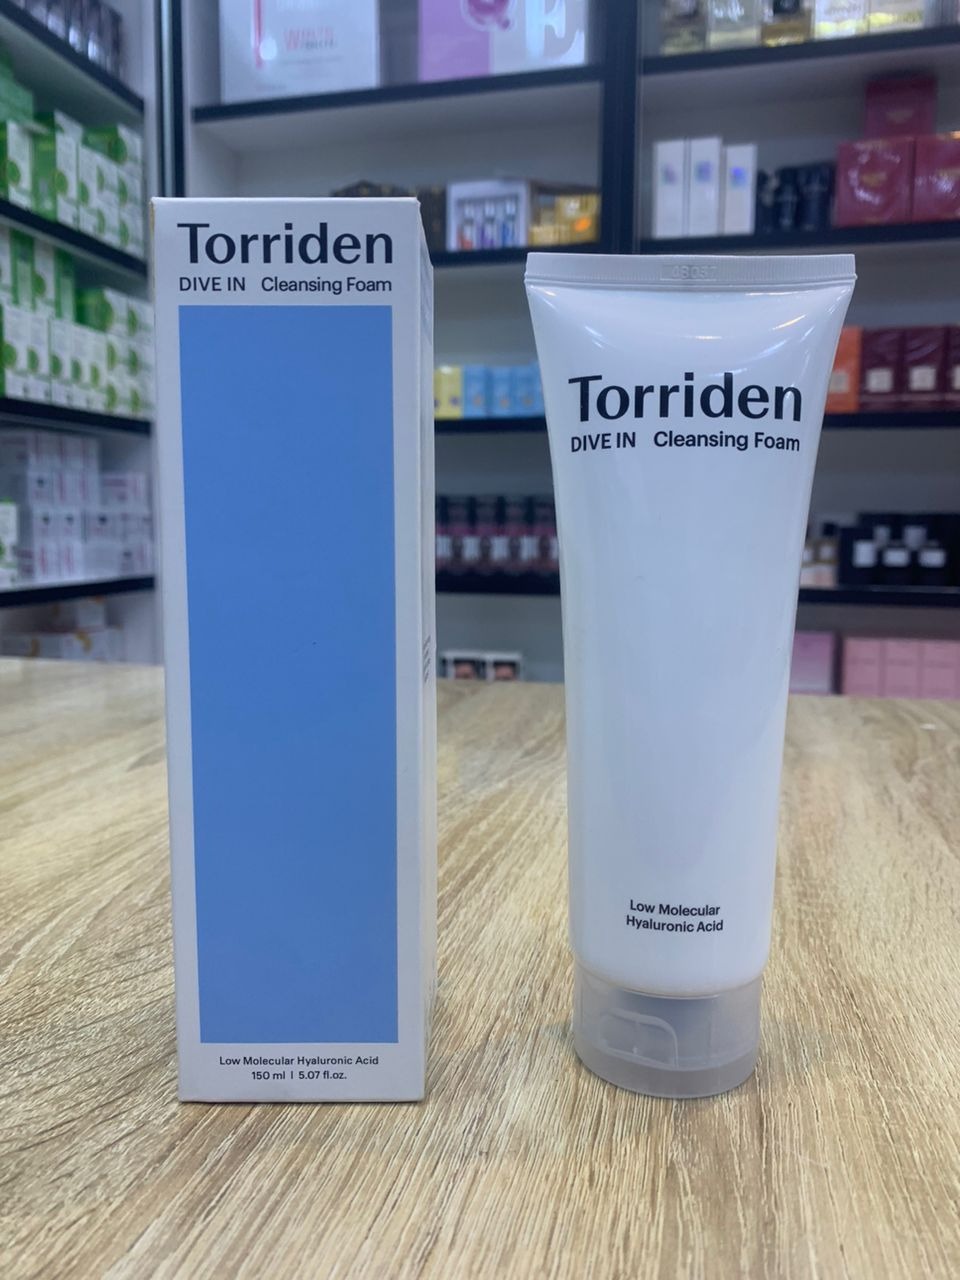 Torriden
DIVE IN Cleansing Foam
Low Molecular Hyaluronic Acid
150 ml | 5.07 fl.oz.
Torriden
DIVE IN Cleansing Foam
Low Molecular
Hyaluronic Acid